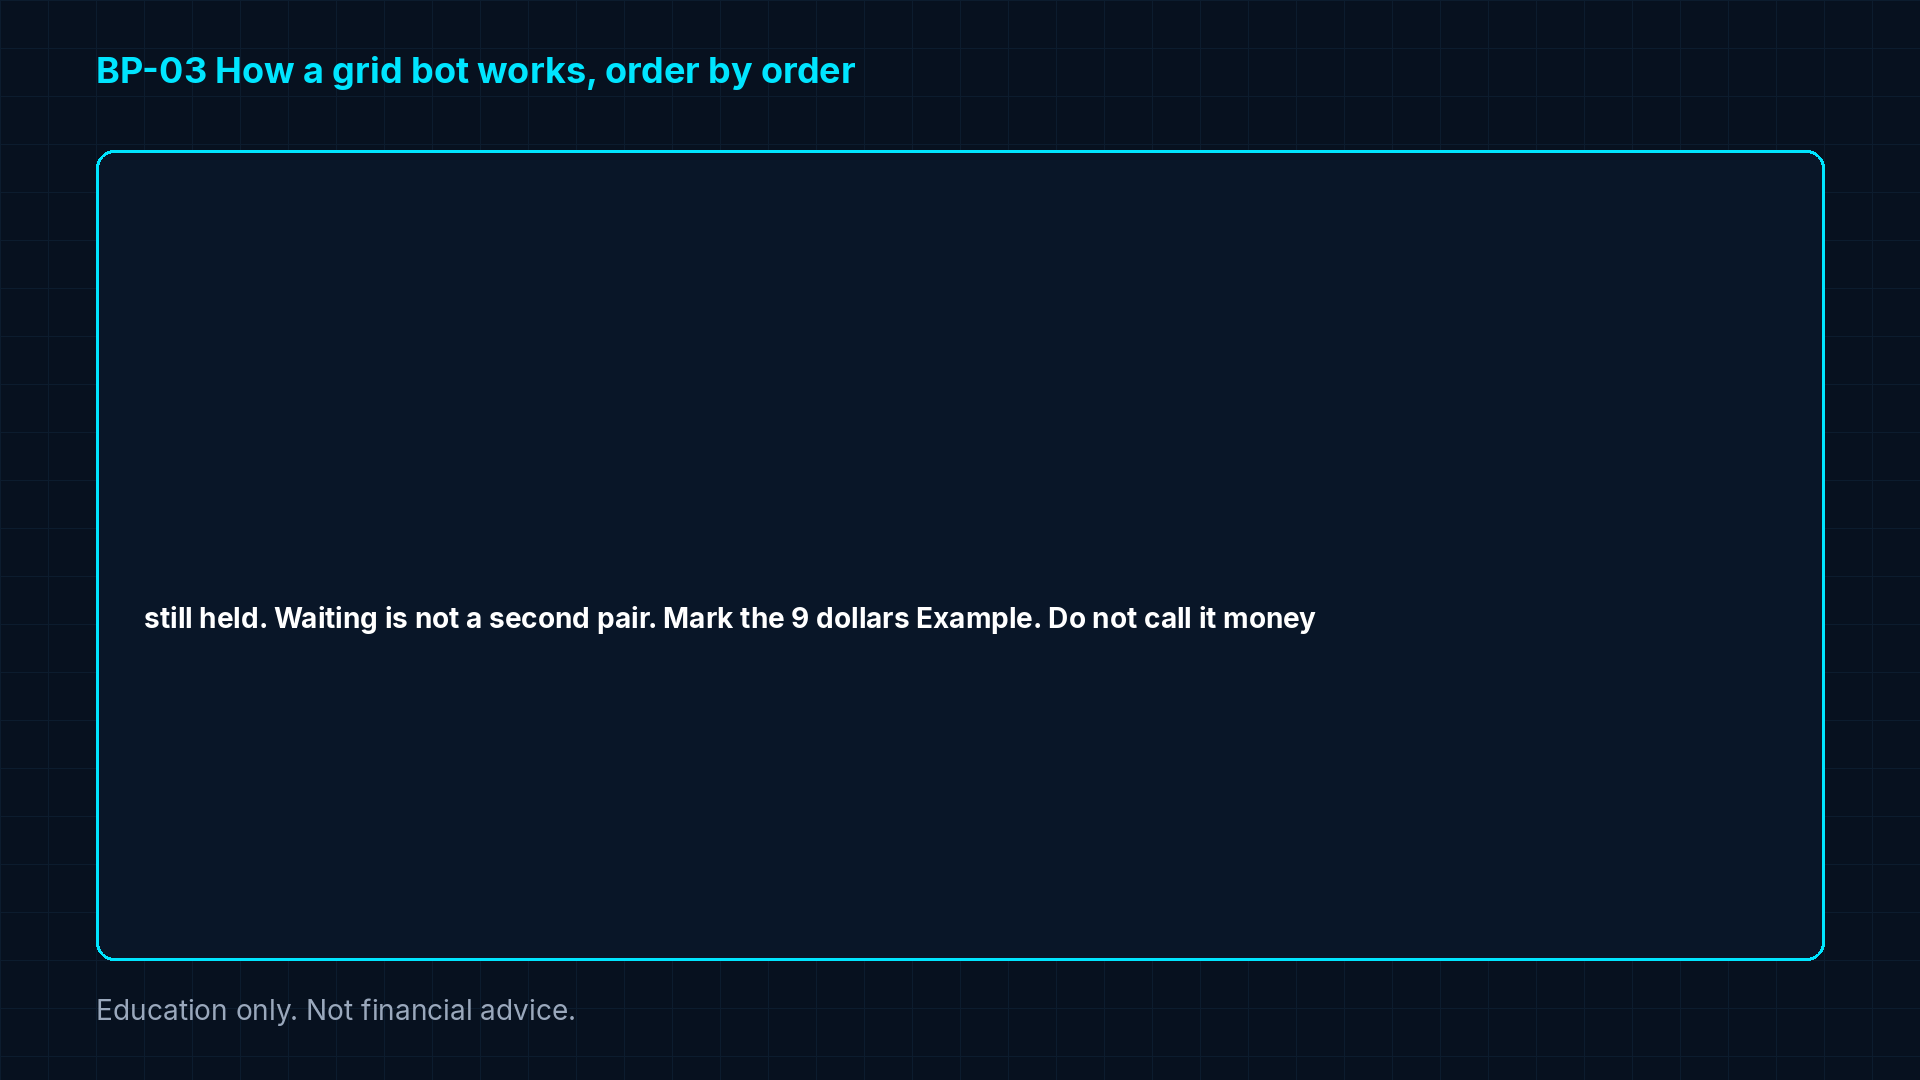 BP-03 How a grid bot works, order by order
still held. Waiting is not a second pair. Mark the 9 dollars Example. Do not call it money
Education only. Not financial advice.